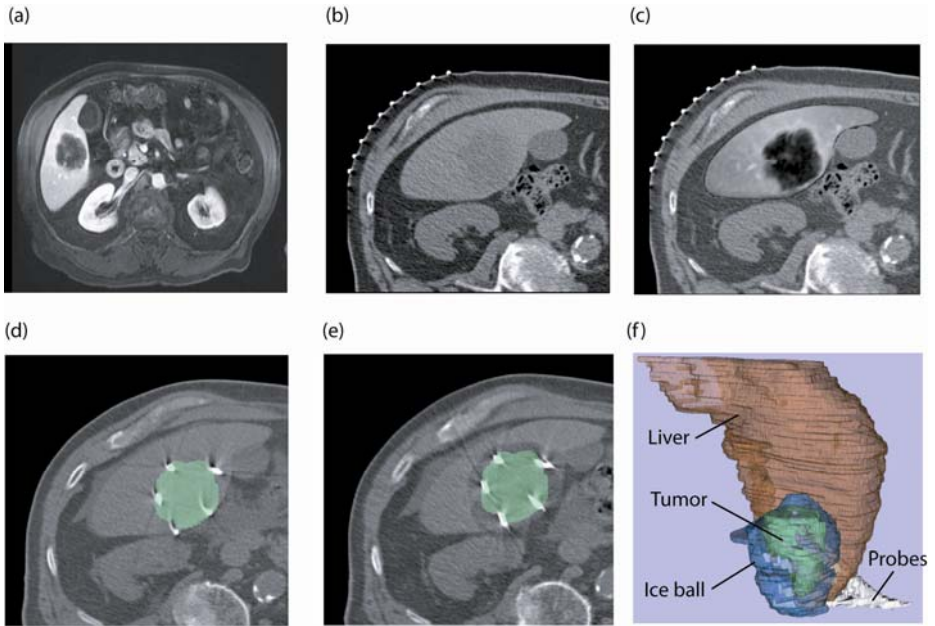 (a)
(b)
(c)
(d)
(e)
(f)
Liver
Tumor
Ice ball
Probes